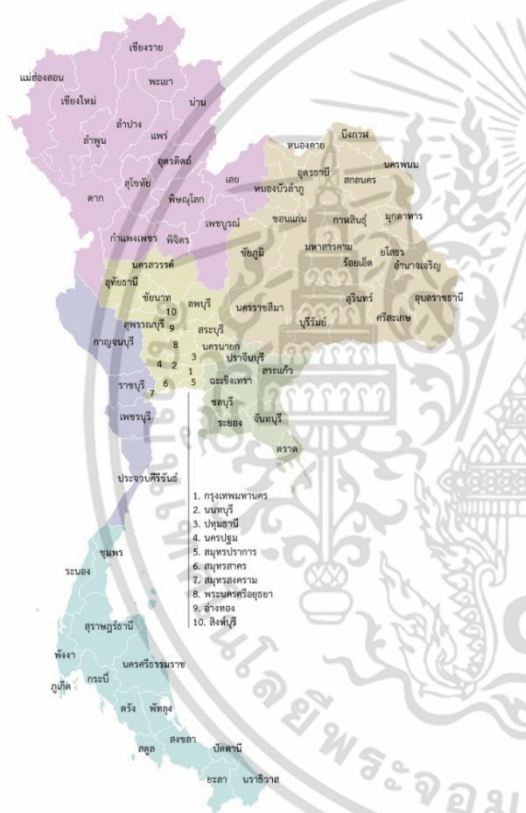 เชียงราย
แม่ฮ่องสอน
พะเยา
เชียงใหม่
น่าน
ลำปาง
ลำพูน
แพร่
อุตรดิตถ์
สุโขทัย
ตาก
พิษณุโลก
เลย
เพชรบูรณ์
กำแพงเพชร
พิจิตร
บึงกาฬ
หนองคาย
อุดรธานี
นครพนม
สกลนคร
หนองบัวลำภู
ขอนแก่น
กาฬสินธุ์
มุกดาหาร
ชัยภูมิ
มหาสารคาม
ยโสธร
ร้อยเอ็ด
อำนาจเจริญ
นครราชสีมา
สุรินทร์
อุบลราชธานี
บุรีรัมย์
ศรีสะเกษ
นครสวรรค์
อุทัยธานี
ชัยนาท
ลพบุรี
10
สุพรรณบุรี
9
สระบุรี
8
นครนายก
กาญจนบุรี
3
ปราจีนบุรี
4
2
สระแก้ว
1
ฉะเชิงเทรา
ราชบุรี
6
5
7
ชลบุรี
เพชรบุรี
ระยอง
จันทบุรี
ตราด
ประจวบคีรีขันธ์
1. กรุงเทพมหานคร
2. นนทบุรี
3. ปทุมธานี
4. นครปฐม
5. สมุทรปราการ
6. สมุทรสาคร
7. สมุทรสงคราม
8. พระนครศรีอยุธยา
9. อ่างทอง
10. สิงห์บุรี
ชุมพร
ระนอง
สุราษฎร์ธานี
พังงา
นครศรีธรรมราช
กระบี่
ภูเก็ต
ตรัง
พัทลุง
สงขลา
สตูล
ปัตตานี
ยะลา
นราธิวาส